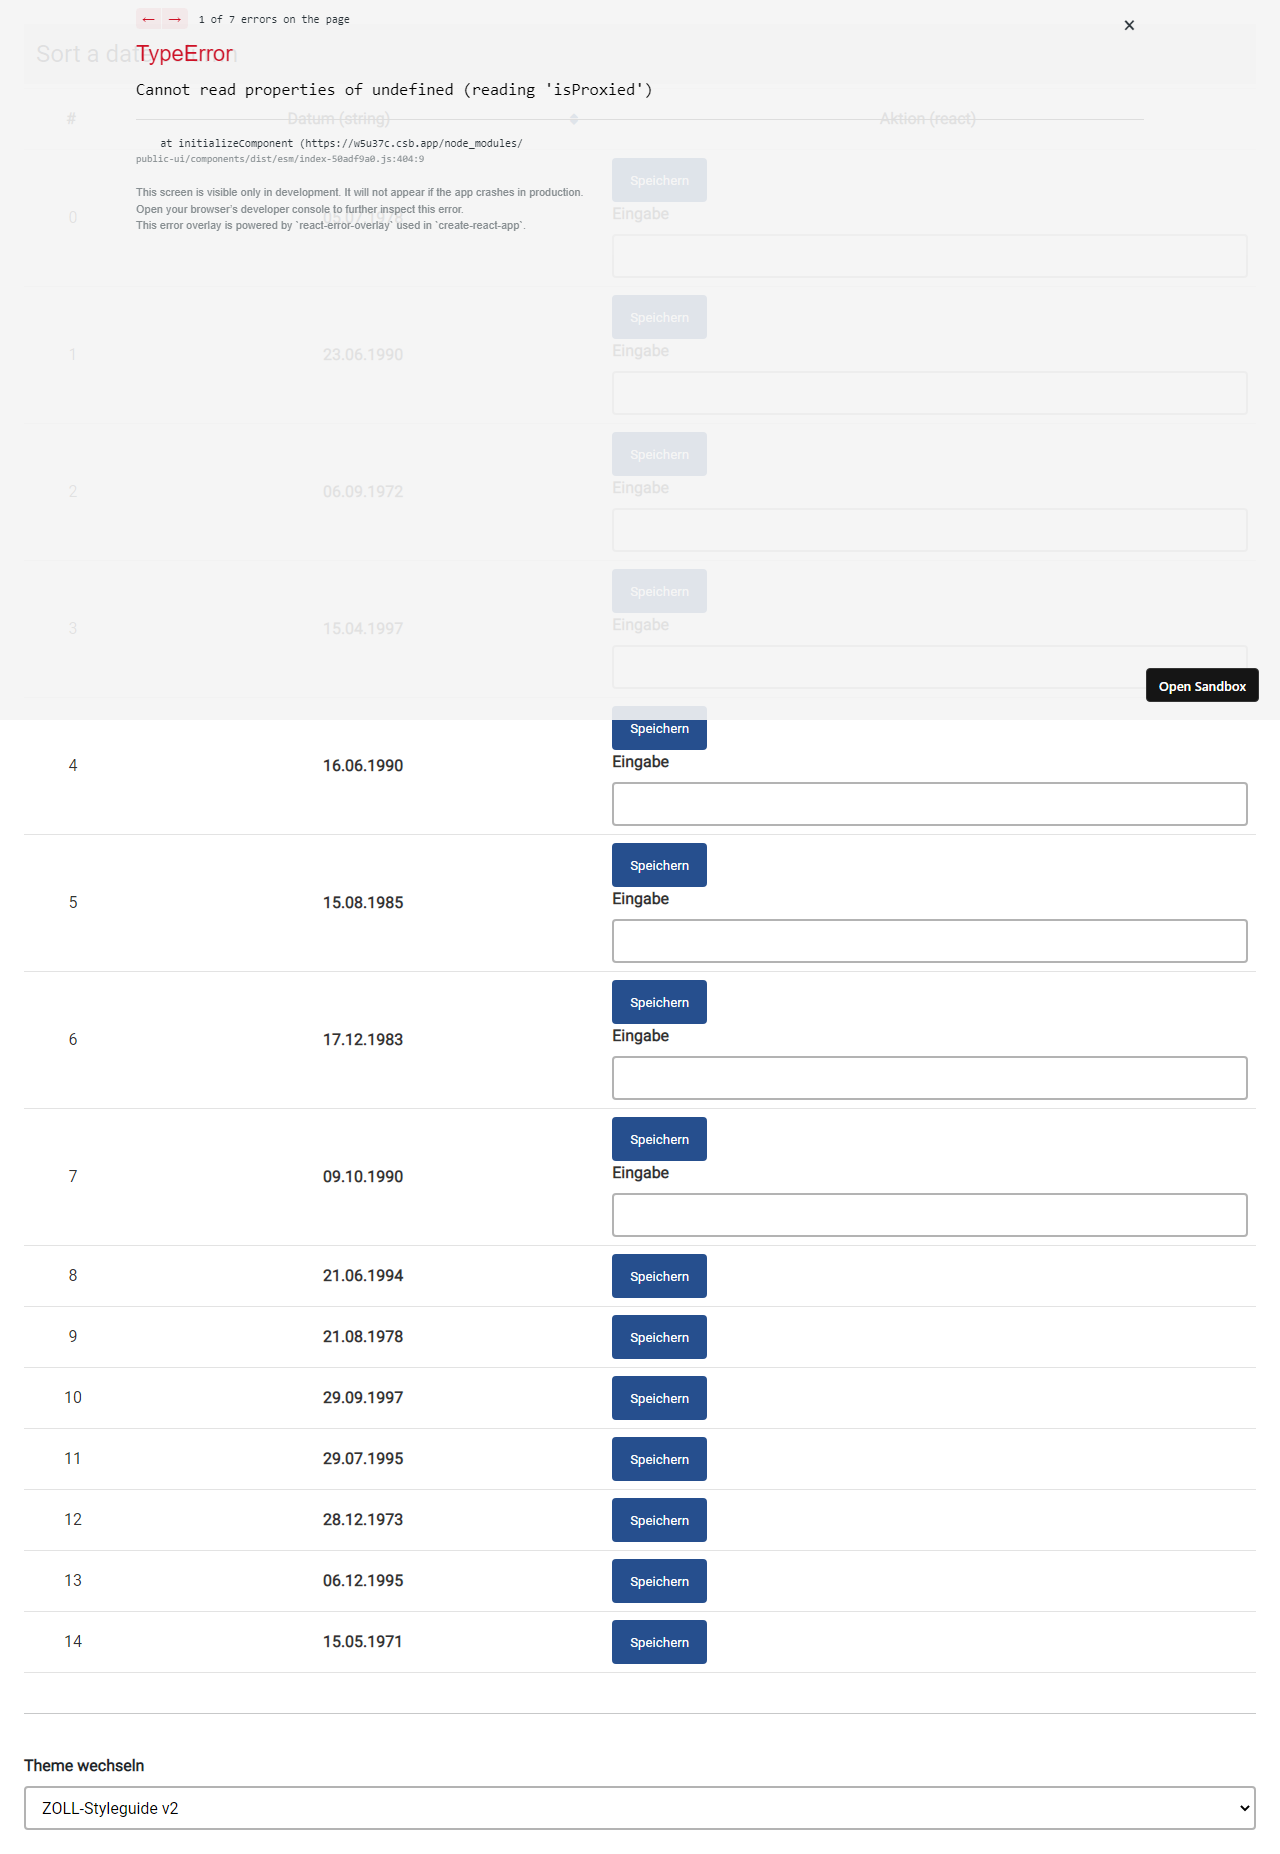 ← → 1 of 7 errors on the page ×
Sort a dat
TypeError
Cannot read properties of undefined (reading 'isProxied')
# Datum (string) Aktion (react)
at initializeComponent (https://w5u37c.csb.app/node_modules/
public-ui/components/dist/esm/index-50adf9a0.js:404:9
Speichern
This screen is visible only in development. It will not appear if the app crashes in production.
Open your browser's developer console to further inspect this error.
This error overlay is powered by `react-error-overlay` used in `create-react-app`.
0 05.07.1978 Eingabe
Speichern
1 23.06.1990 Eingabe
Speichern
2 06.09.1972 Eingabe
Speichern
3 15.04.1997 Eingabe
Open Sandbox
Speichern
4 16.06.1990 Eingabe
Speichern
5 15.08.1985 Eingabe
Speichern
6 17.12.1983 Eingabe
Speichern
7 09.10.1990 Eingabe
8 21.06.1994 Speichern
9 21.08.1978 Speichern
10 29.09.1997 Speichern
11 29.07.1995 Speichern
12 28.12.1973 Speichern
13 06.12.1995 Speichern
14 15.05.1971 Speichern
Theme wechseln
ZOLL-Styleguide v2